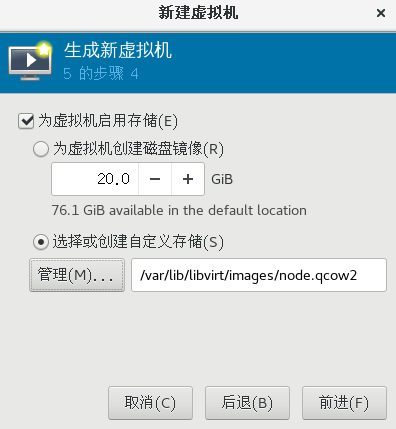 新建虚拟机
生成新虚拟机
5 的步骤 4
为虚拟机启用存储(E)
为虚拟机创建磁盘镜像(R)
20.0 − + GiB
76.1 GiB available in the default location
选择或创建自定义存储(S)
管理(M)... /var/lib/libvirt/images/node.qcow2
取消(C) 后退(B) 前进(F)